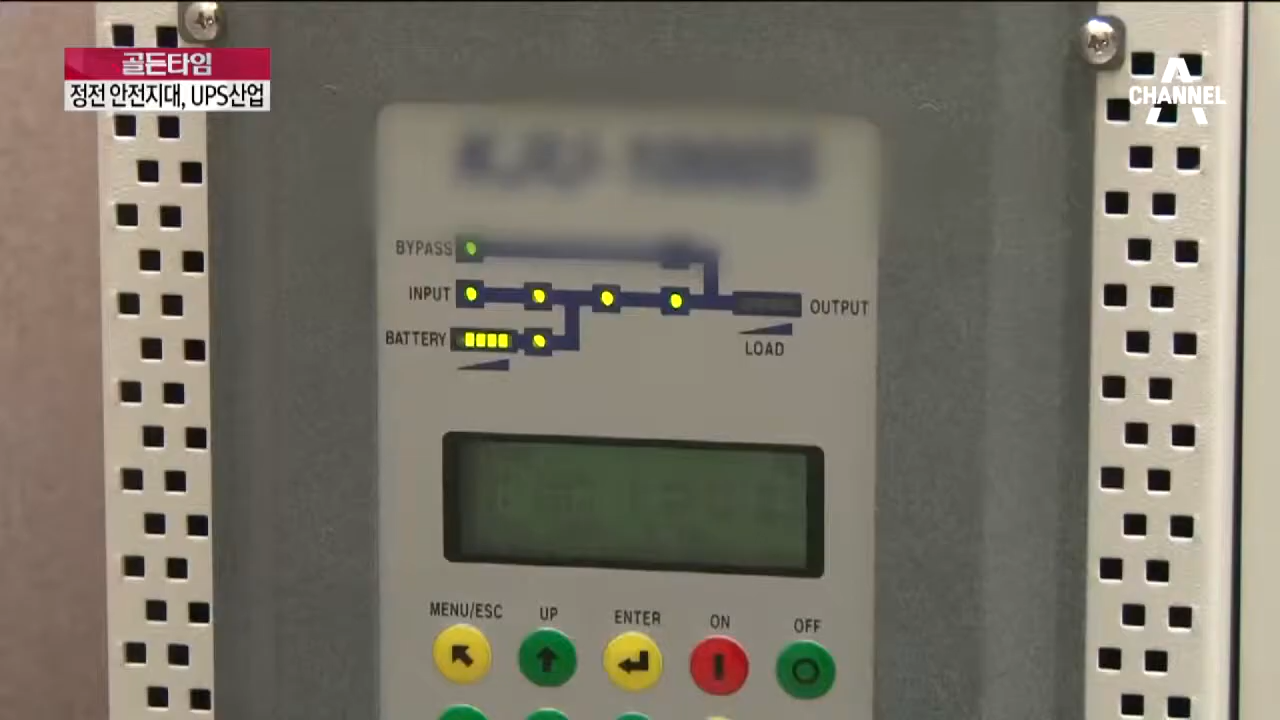 골든타임
정전 안전지대, UPS산업
CHANNEL A
BYPASS
INPUT
OUTPUT
BATTERY
LOAD
MENU/ESC UP ENTER ON OFF